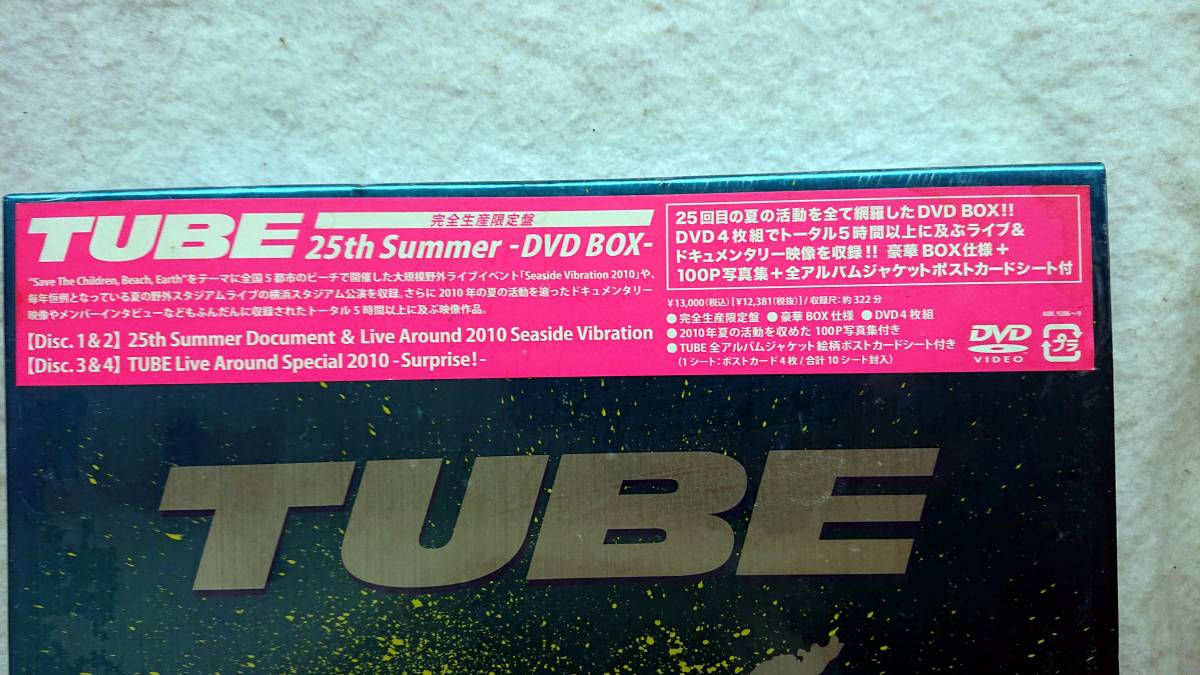 TUBE
完全生産限定盤
25th Summer -DVD BOX-
"Save The Children, Beach, Earth"をテーマに全国5都市のビーチで開催した大規模野外ライブイベント「Seaside Vibration 2010」や、
毎年恒例となっている夏の野外スタジアムライブの横浜スタジアム公演を収録。さらに2010年の夏の活動を追ったドキュメンタリー
映像やメンバーインタビューなどもふんだんに収録されたトータル5時間以上に及ぶ映像作品。
【Disc. 1&2】 25th Summer Document & Live Around 2010 Seaside Vibration
【Disc. 3&4】 TUBE Live Around Special 2010 -Surprise!-
25回目の夏の活動を全て網羅したDVD BOX!!
DVD4枚組でトータル5時間以上に及ぶライブ&
ドキュメンタリー映像を収録!! 豪華BOX仕様+
100P写真集+全アルバムジャケットポストカードシート付
¥13,000(税込) [¥12,381(税抜)] / 収録尺:約322分
●完全生産限定盤 ●豪華BOX仕様 ●DVD4枚組
●2010年夏の活動を収めた100P写真集付き
●TUBE全アルバムジャケット絵柄ポストカードシート付き
(1シート:ポストカード4枚/合計10シート封入)
AIBL 9206~9
DVD
VIDEO
プラ
TUBE